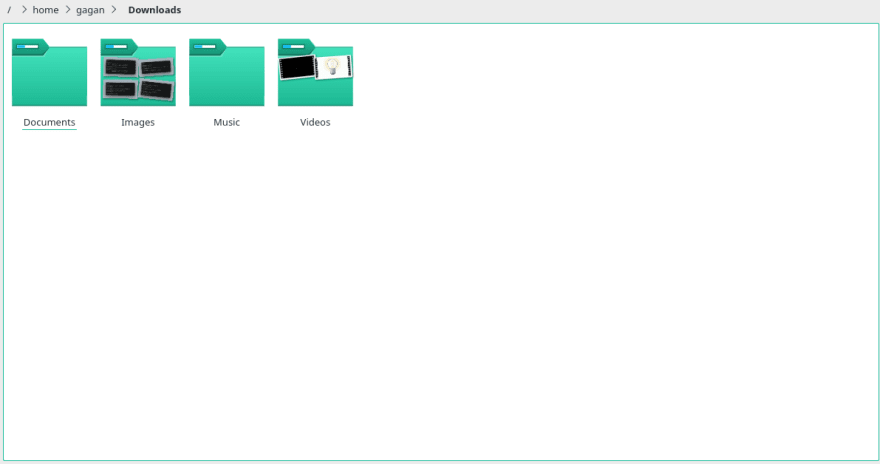 / > home > gagan > Downloads
Documents Images Music Videos